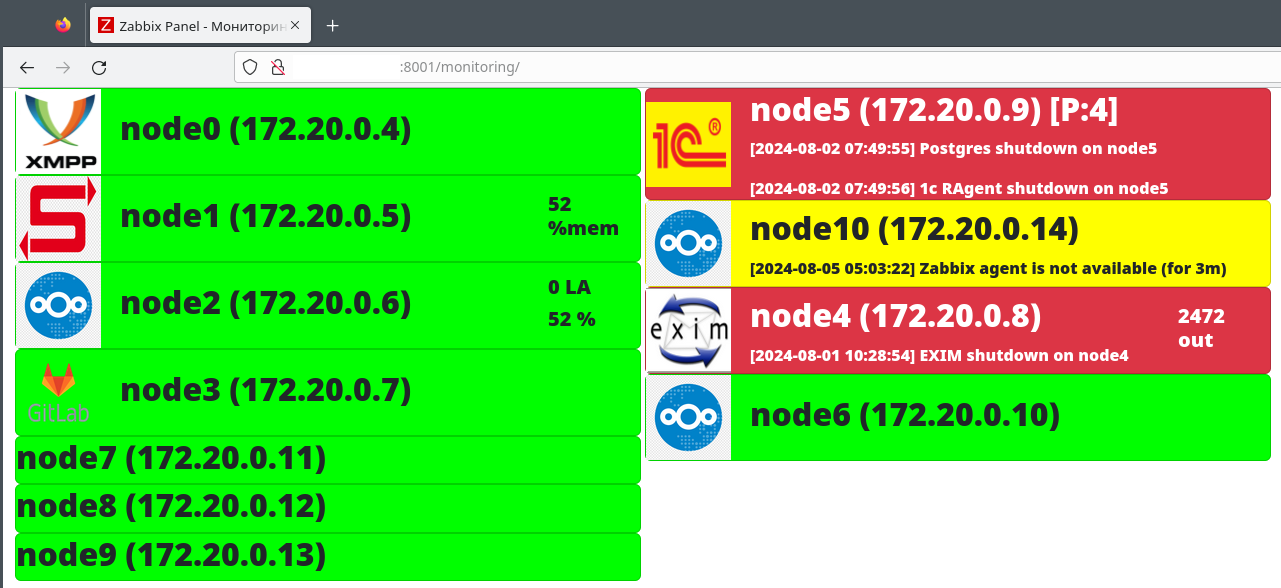 Zabbix Panel - Мониторин
:8001/monitoring/
XMPP
node0 (172.20.0.4)
S
node1 (172.20.0.5)
52
%mem
node2 (172.20.0.6)
0 LA
52 %
GitLab
node3 (172.20.0.7)
node7 (172.20.0.11)
node8 (172.20.0.12)
node9 (172.20.0.13)
1C®
node5 (172.20.0.9) [P:4]
[2024-08-02 07:49:55] Postgres shutdown on node5
[2024-08-02 07:49:56] 1c RAgent shutdown on node5
node10 (172.20.0.14)
[2024-08-05 05:03:22] Zabbix agent is not available (for 3m)
exim
node4 (172.20.0.8)
[2024-08-01 10:28:54] EXIM shutdown on node4
2472
out
node6 (172.20.0.10)